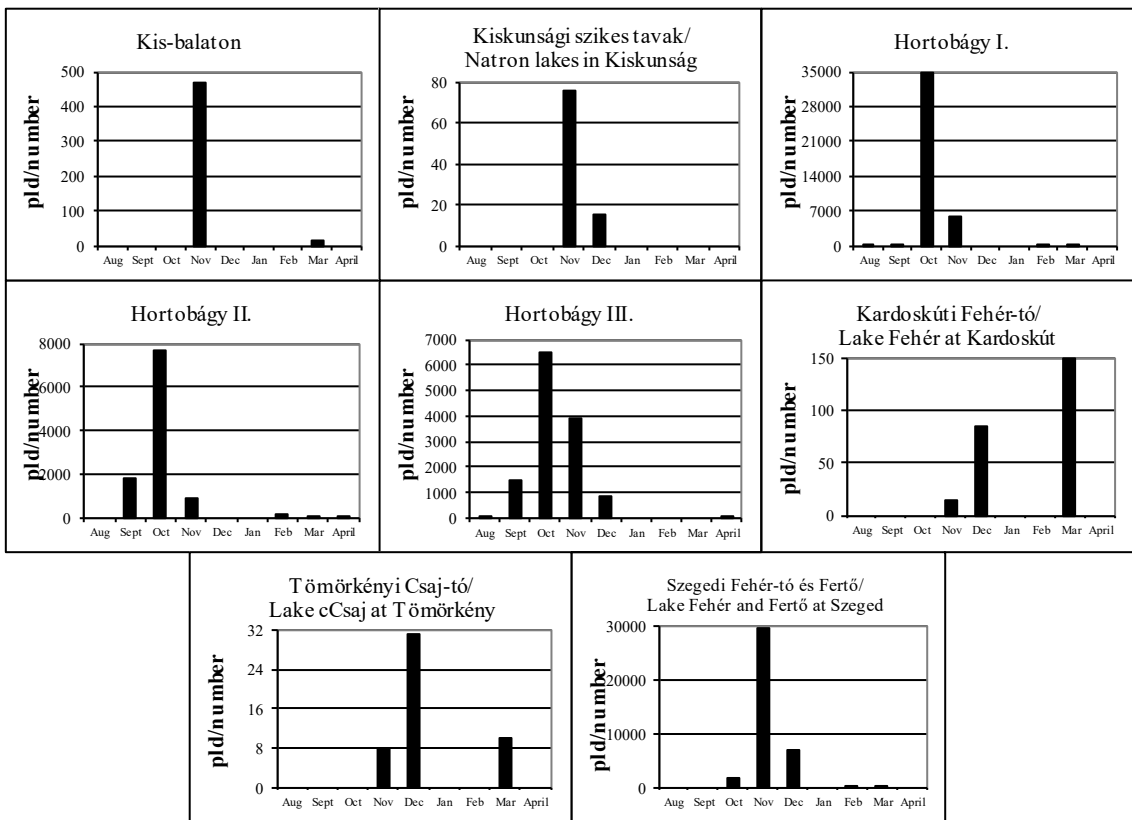 Kis-balaton
pld/number
500
400
300
200
100
0
Aug Sept Oct Nov Dec Jan Feb Mar April
Kiskunsági szikes tavak/
Natron lakes in Kiskunság
pld/number
80
60
40
20
0
Aug Sept Oct Nov Dec Jan Feb Mar April
Hortobágy I.
pld/number
35000
28000
21000
14000
7000
0
Aug Sept Oct Nov Dec Jan Feb Mar April
Hortobágy II.
pld/number
8000
6000
4000
2000
0
Aug Sept Oct Nov Dec Jan Feb Mar April
Hortobágy III.
pld/number
7000
6000
5000
4000
3000
2000
1000
0
Aug Sept Oct Nov Dec Jan Feb Mar April
Kardoskúti Fehér-tó/
Lake Fehér at Kardoskút
pld/number
150
100
50
0
Aug Sept Oct Nov Dec Jan Feb Mar April
Tömörkényi Csaj-tó/
Lake cCsaj at Tömörkény
pld/number
32
24
16
8
0
Aug Sept Oct Nov Dec Jan Feb Mar April
Szegedi Fehér-tó és Fertő/
Lake Fehér and Fertő at Szeged
pld/number
30000
20000
10000
0
Aug Sept Oct Nov Dec Jan Feb Mar April